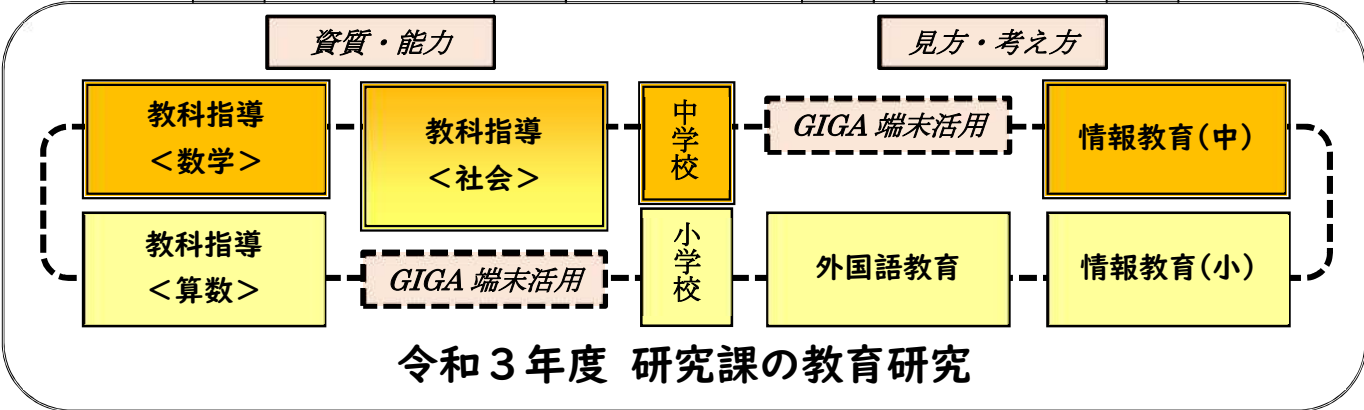 資質・能力
見方・考え方
教科指導
＜数学＞
教科指導
＜社会＞
中学校
GIGA 端末活用
情報教育(中)
教科指導
＜算数＞
GIGA 端末活用
小学校
外国語教育
情報教育(小)
令和３年度 研究課の教育研究